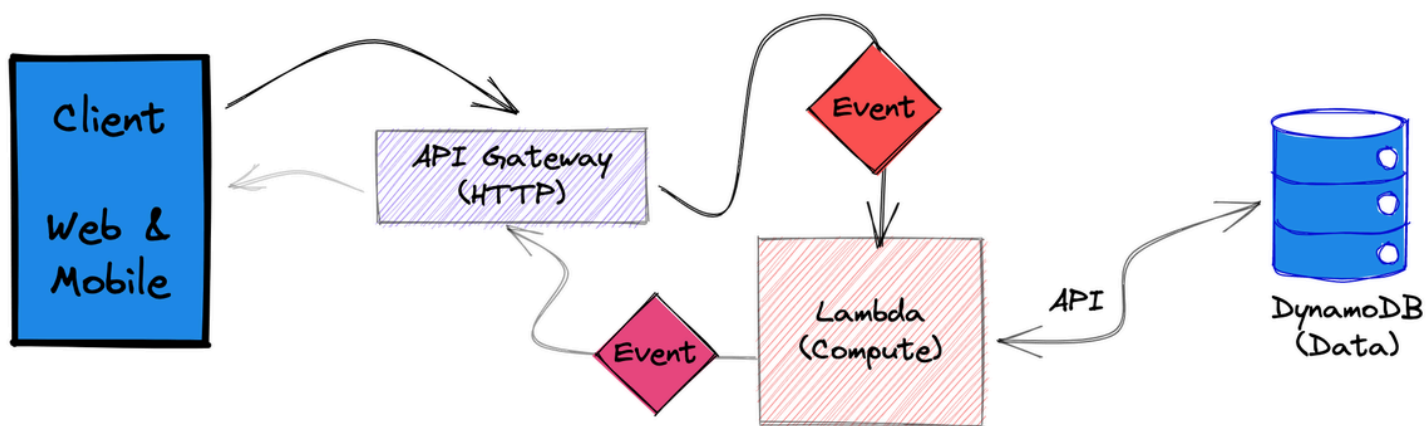 Client
Web &
Mobile
API Gateway
(HTTP)
Event
Event
Lambda
(Compute)
API
DynamoDB
(Data)